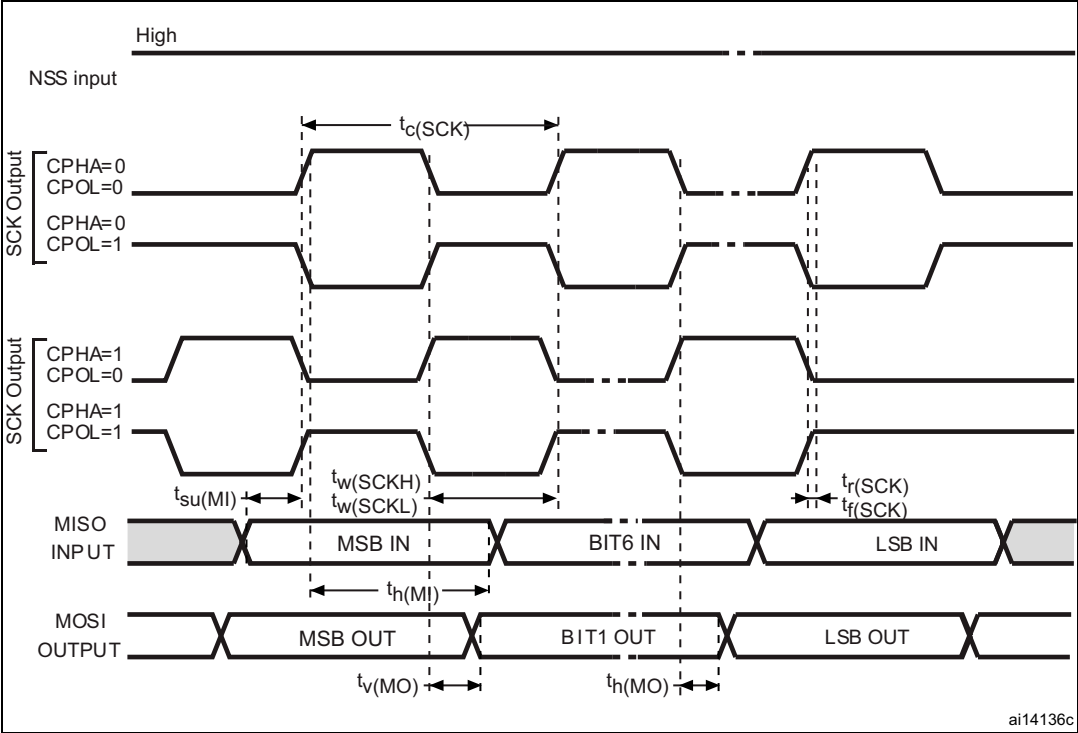 High
NSS input
tc(SCK)
SCK Output
CPHA=0
CPOL=0
CPHA=0
CPOL=1
SCK Output
CPHA=1
CPOL=0
CPHA=1
CPOL=1
tsu(MI)
tw(SCKH)
tw(SCKL)
tr(SCK)
tf(SCK)
MISO
INPUT
MSB IN
BIT6 IN
LSB IN
th(MI)
MOSI
OUTPUT
MSB OUT
BIT1 OUT
LSB OUT
tv(MO)
th(MO)
ai14136c